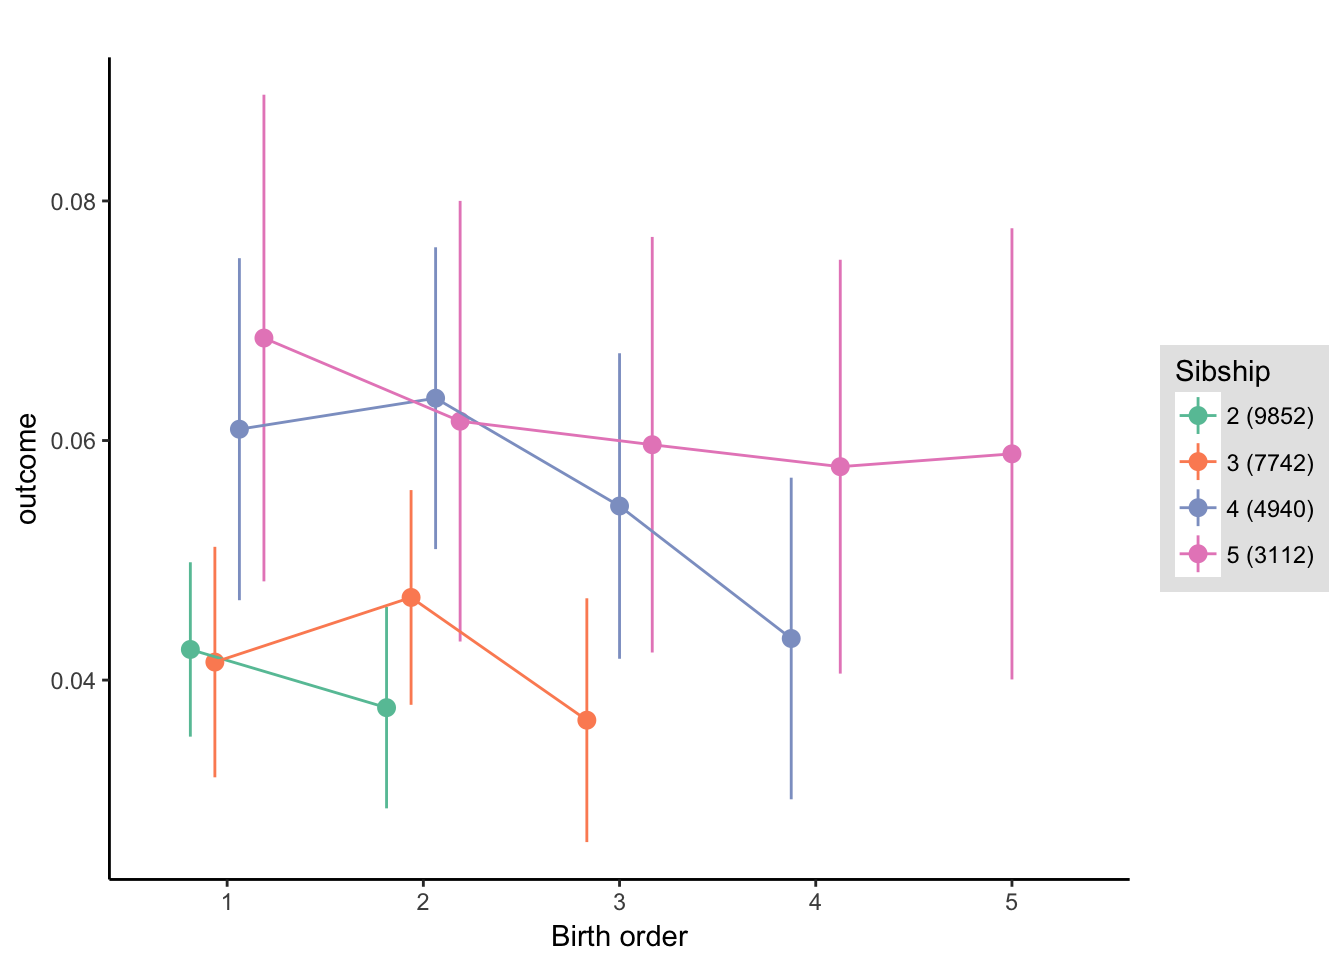 0.08
0.06
0.04
outcome
1 2 3 4 5
Birth order
Sibship
2 (9852)
3 (7742)
4 (4940)
5 (3112)